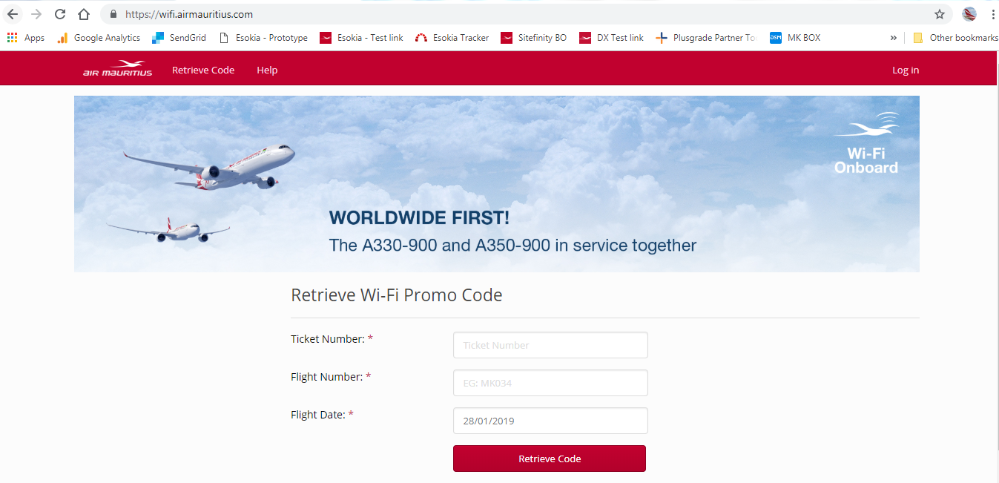 https://wifi.airmauritius.com
Apps Google Analytics SendGrid Esokia - Prototype Esokia - Test link Esokia Tracker Sitefinity BO DX Test link Plusgrade Partner To DSM MK BOX » Other bookmarks
AIR MAURITIUS Retrieve Code Help Log in
Wi-Fi
Onboard
WORLDWIDE FIRST!
The A330-900 and A350-900 in service together
Retrieve Wi-Fi Promo Code
Ticket Number: * Ticket Number
Flight Number: * EG: MK034
Flight Date: * 28/01/2019
Retrieve Code